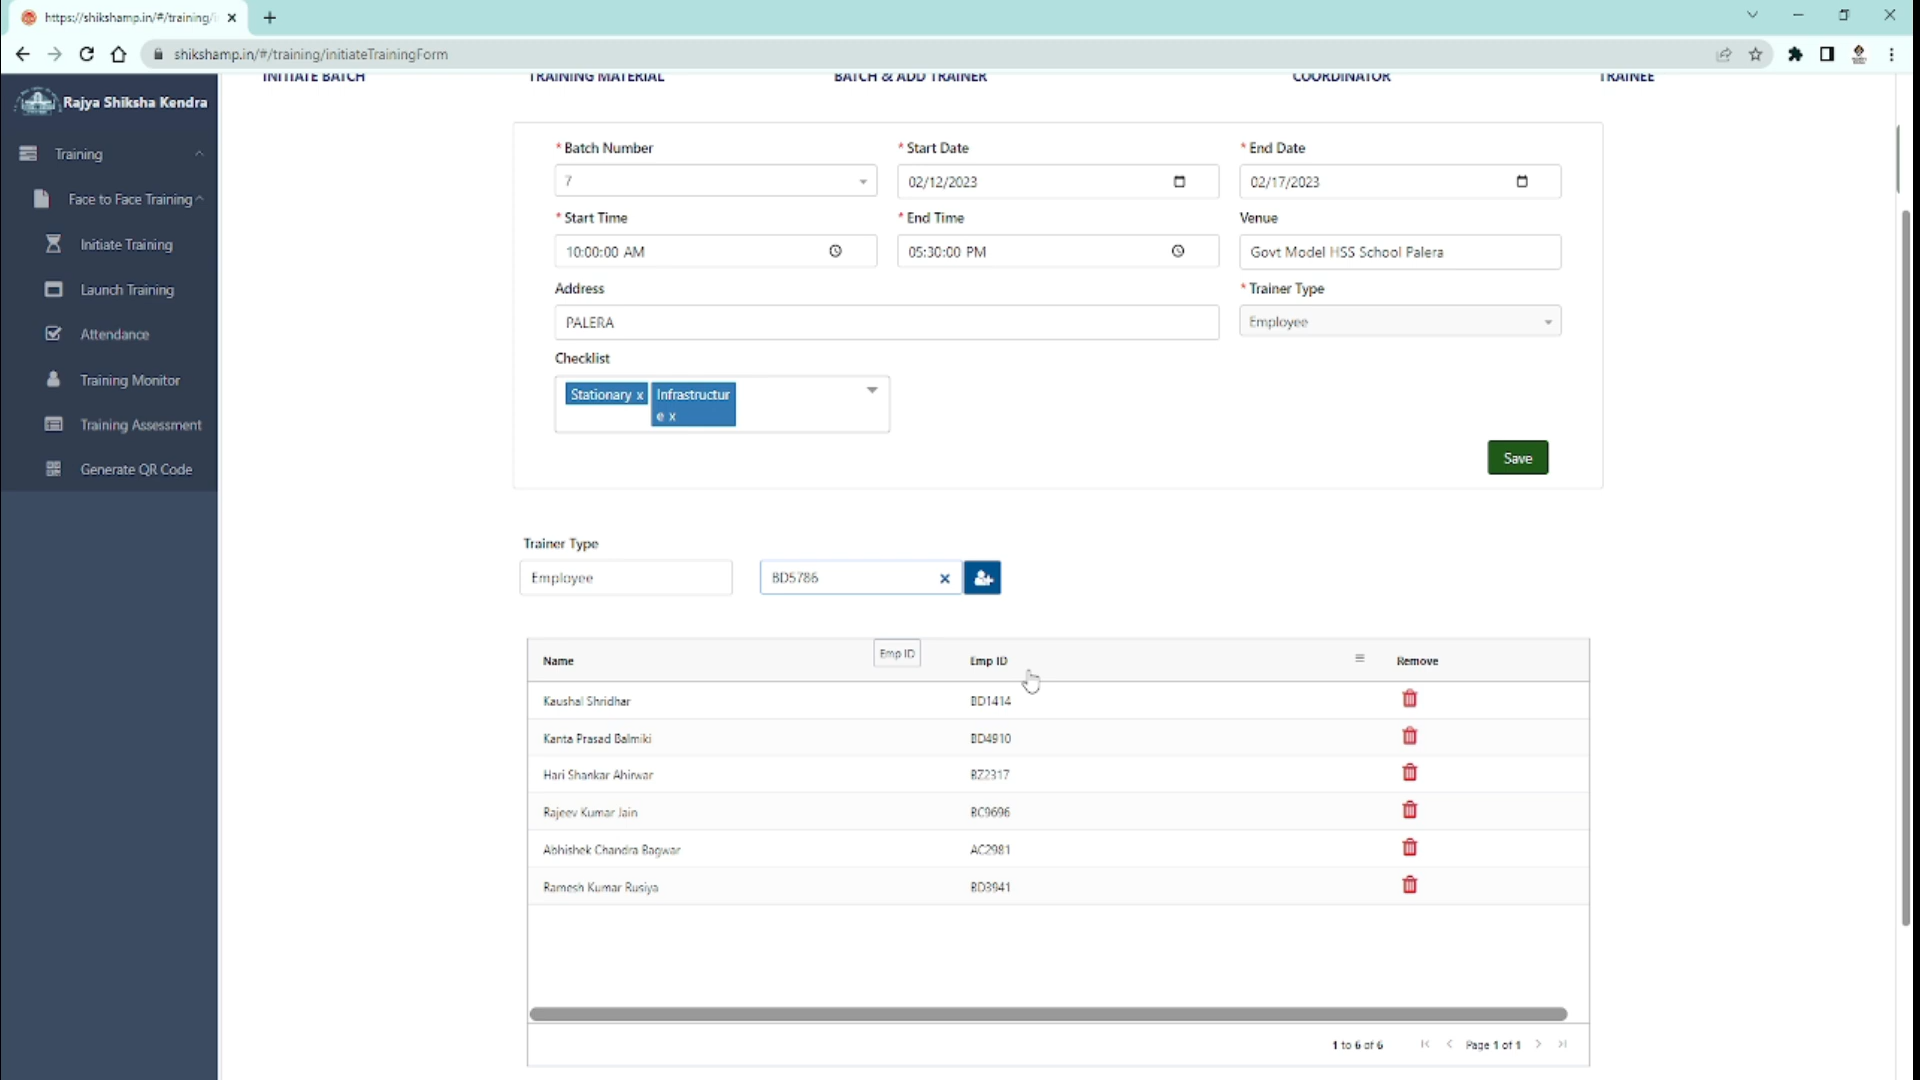 https://shikshamp.in/#/training/i
shikshamp.in/#/training/initiateTrainingForm
INITIATE BATCH
TRAINING MATERIAL
BATCH & ADD TRAINER
COORDINATOR
TRAINEE
Rajya Shiksha Kendra
Training
Face to Face Training
Initiate Training
Launch Training
Attendance
Training Monitor
Training Assessment
Generate QR Code
* Batch Number
* Start Date
* End Date
7
02/12/2023
02/17/2023
* Start Time
* End Time
Venue
10:00:00 AM
05:30:00 PM
Govt Model HSS School Palera
Address
* Trainer Type
PALERA
Employee
Checklist
Stationary x
Infrastructur
e x
Save
Trainer Type
Employee
BD5786
Name
Emp ID
Emp ID
Remove
Kaushal Shridhar BD1414
Kanta Prasad Balmiki BD4910
Hari Shankar Ahirwar BZ2317
Rajeev Kumar Jain BC9696
Abhishek Chandra Bagwar AC2981
Ramesh Kumar Rusiya BD3941
1 to 6 of 6
Page 1 of 1